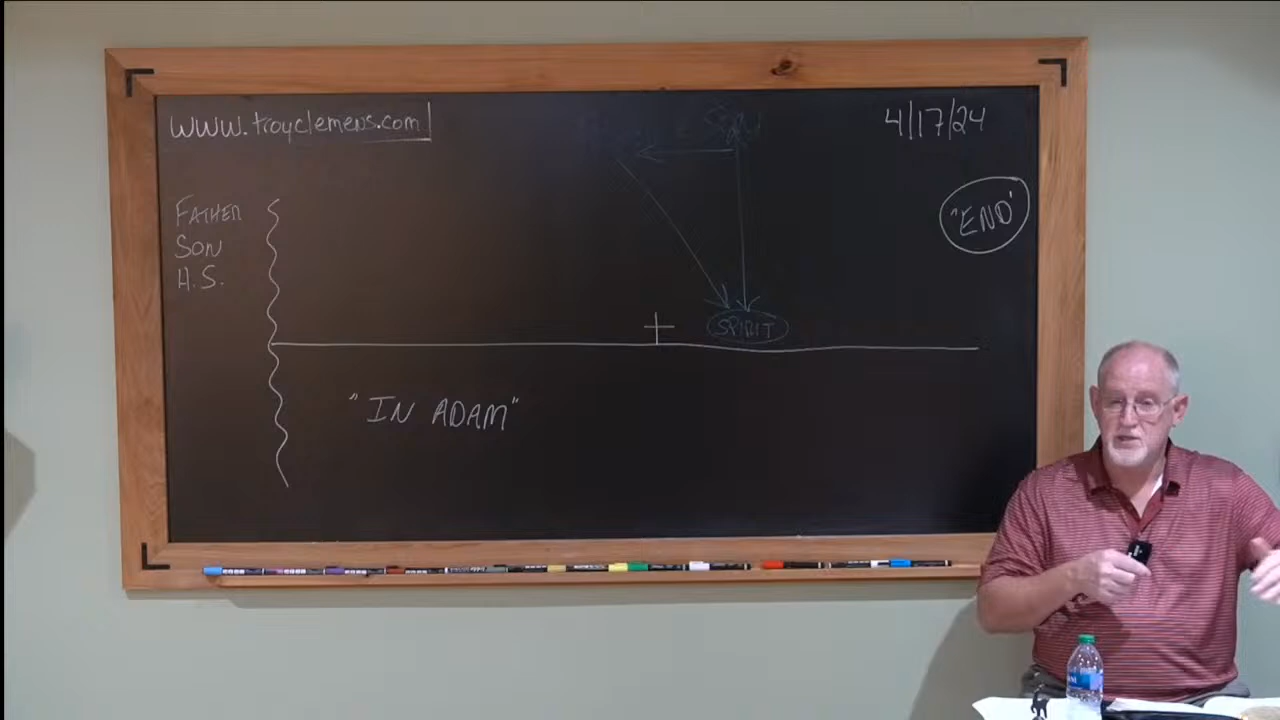 www.troyclemens.com
4/17/24
FATHER
SON
H.S.
"END"
SPIRIT
"IN ADAM"